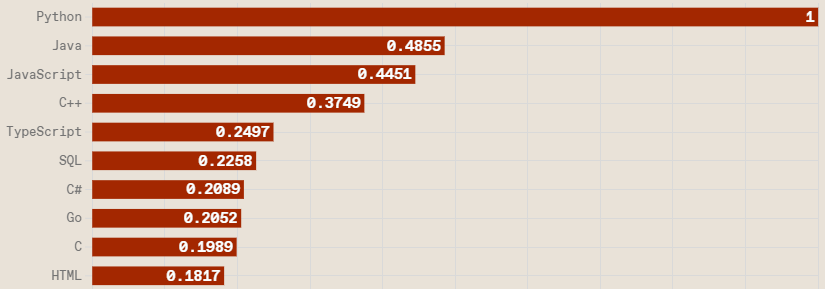 Python 1
Java 0.4855
JavaScript 0.4451
C++ 0.3749
TypeScript 0.2497
SQL 0.2258
C# 0.2089
Go 0.2052
C 0.1989
HTML 0.1817